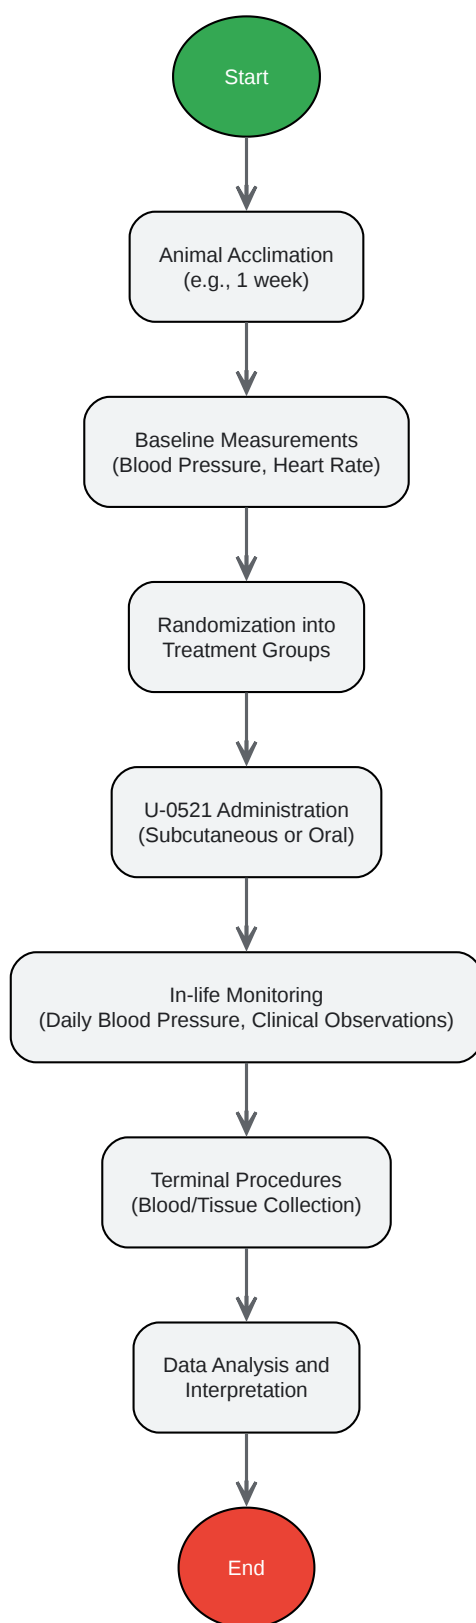 Start
Animal Acclimation
(e.g., 1 week)
Baseline Measurements
(Blood Pressure, Heart Rate)
Randomization into
Treatment Groups
U-0521 Administration
(Subcutaneous or Oral)
In-life Monitoring
(Daily Blood Pressure, Clinical Observations)
Terminal Procedures
(Blood/Tissue Collection)
Data Analysis and
Interpretation
End